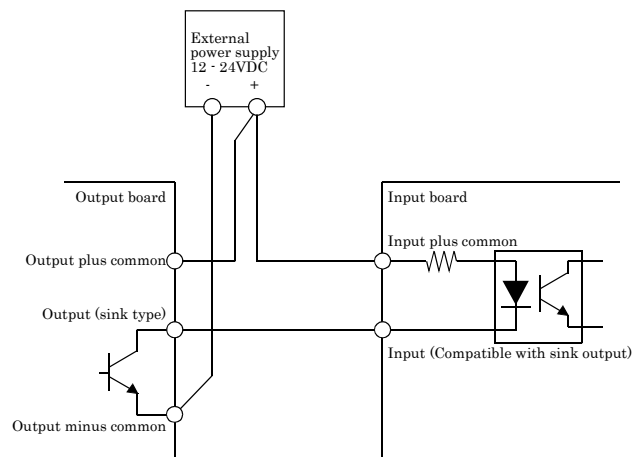 External
power supply
12 - 24VDC
- +
Output board
Input board
Output plus common
Input plus common
Output (sink type)
Input (Compatible with sink output)
Output minus common